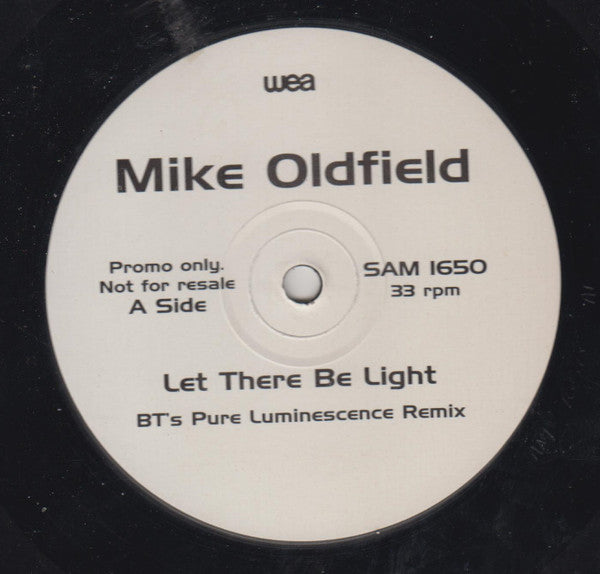 wea
Mike Oldfield
Promo only.
Not for resale
A Side
SAM 1650
33 rpm
Let There Be Light
BT's Pure Luminescence Remix